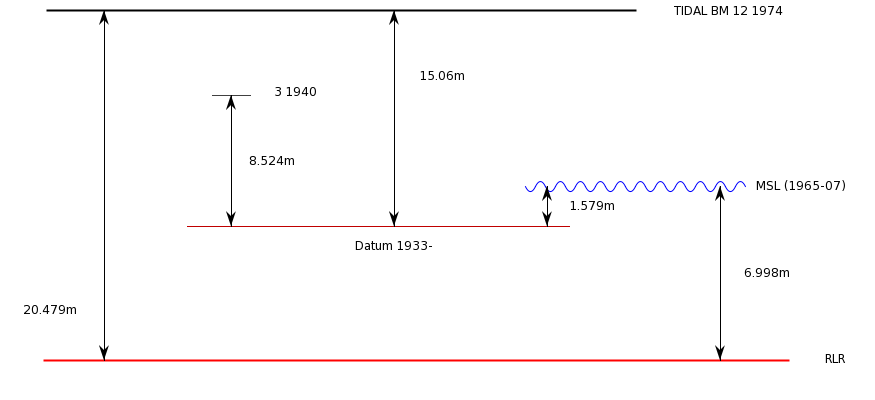 TIDAL BM 12 1974
15.06m
3 1940
8.524m
MSL (1965-07)
1.579m
Datum 1933-
6.998m
20.479m
RLR